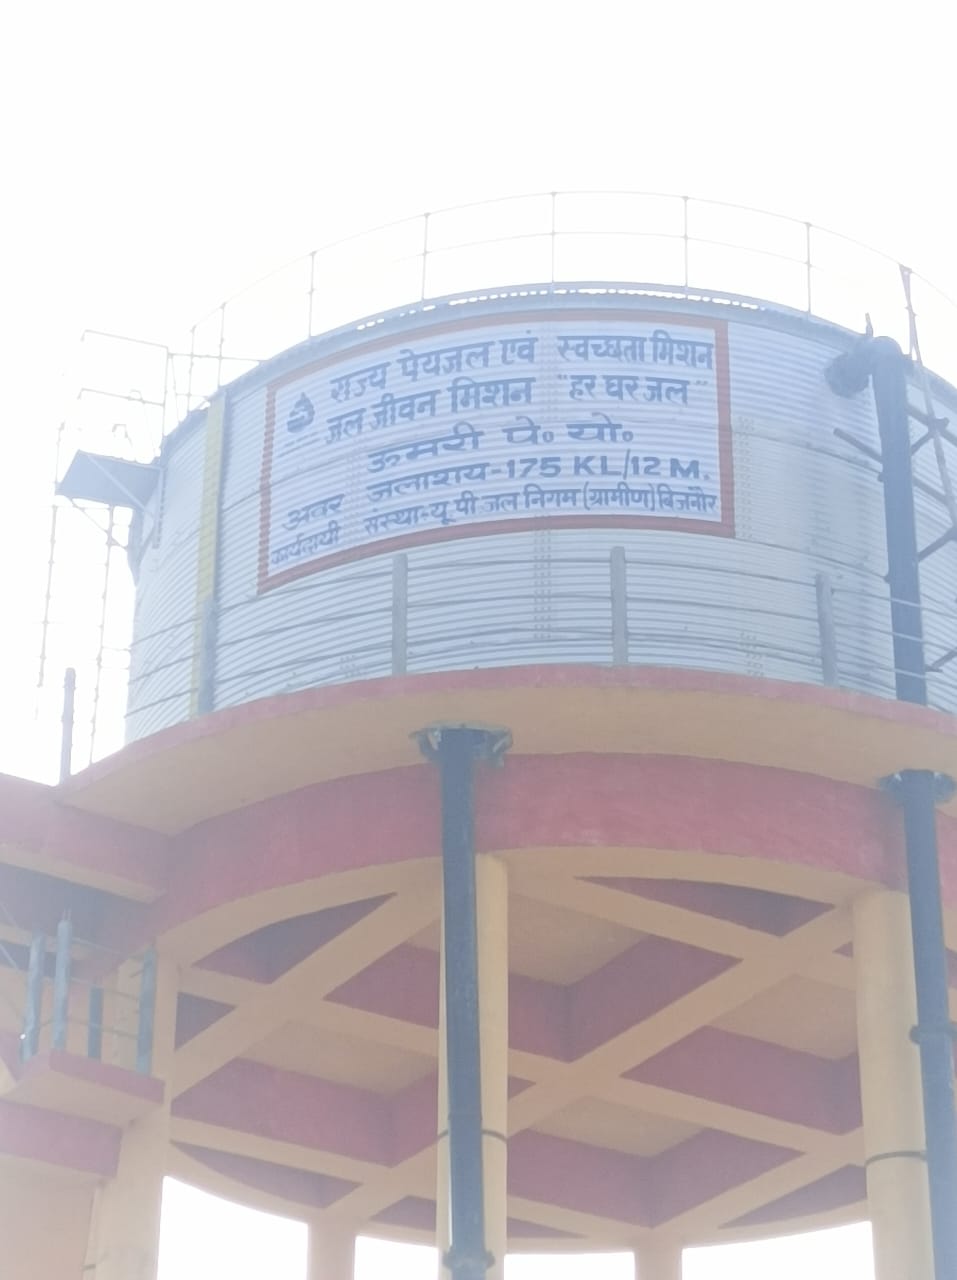 राज्य पेयजल एवं स्वच्छता मिशन
जल जीवन मिशन "हर घर जल"
ऊमरी पे० यो०
अवर जलाशय-175 KL/12 M.
कार्यदायी संस्था-यू पी जल निगम (ग्रामीण) बिजनौर